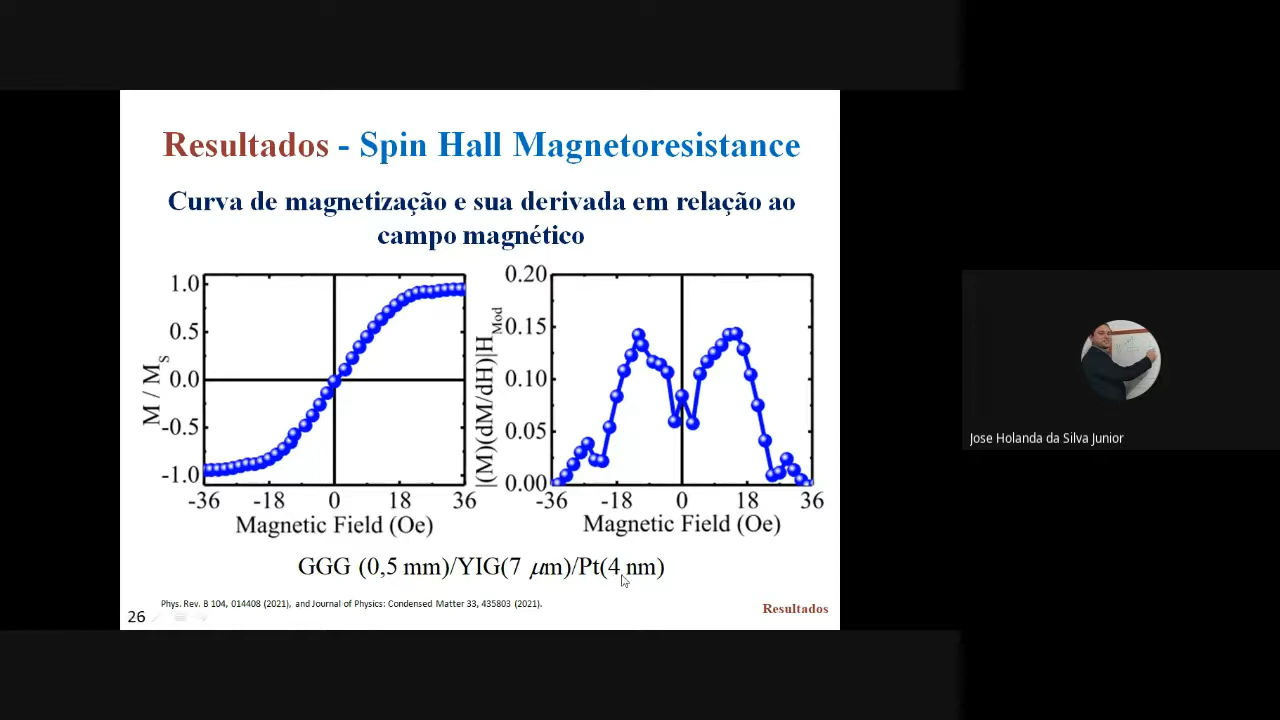 Resultados - Spin Hall Magnetoresistance
Curva de magnetização e sua derivada em relação ao
campo magnético
M / M_S
1.0
0.5
0.0
-0.5
-1.0
-36 -18 0 18 36
Magnetic Field (Oe)
|(M)(dM/dH)|H_Mod
0.20
0.15
0.10
0.05
0.00
-36 -18 0 18 36
Magnetic Field (Oe)
GGG (0,5 mm)/YIG(7 μm)/Pt(4 nm)
Phys. Rev. B 104, 014408 (2021), and Journal of Physics: Condensed Matter 33, 435803 (2021).
26
Resultados
Jose Holanda da Silva Junior